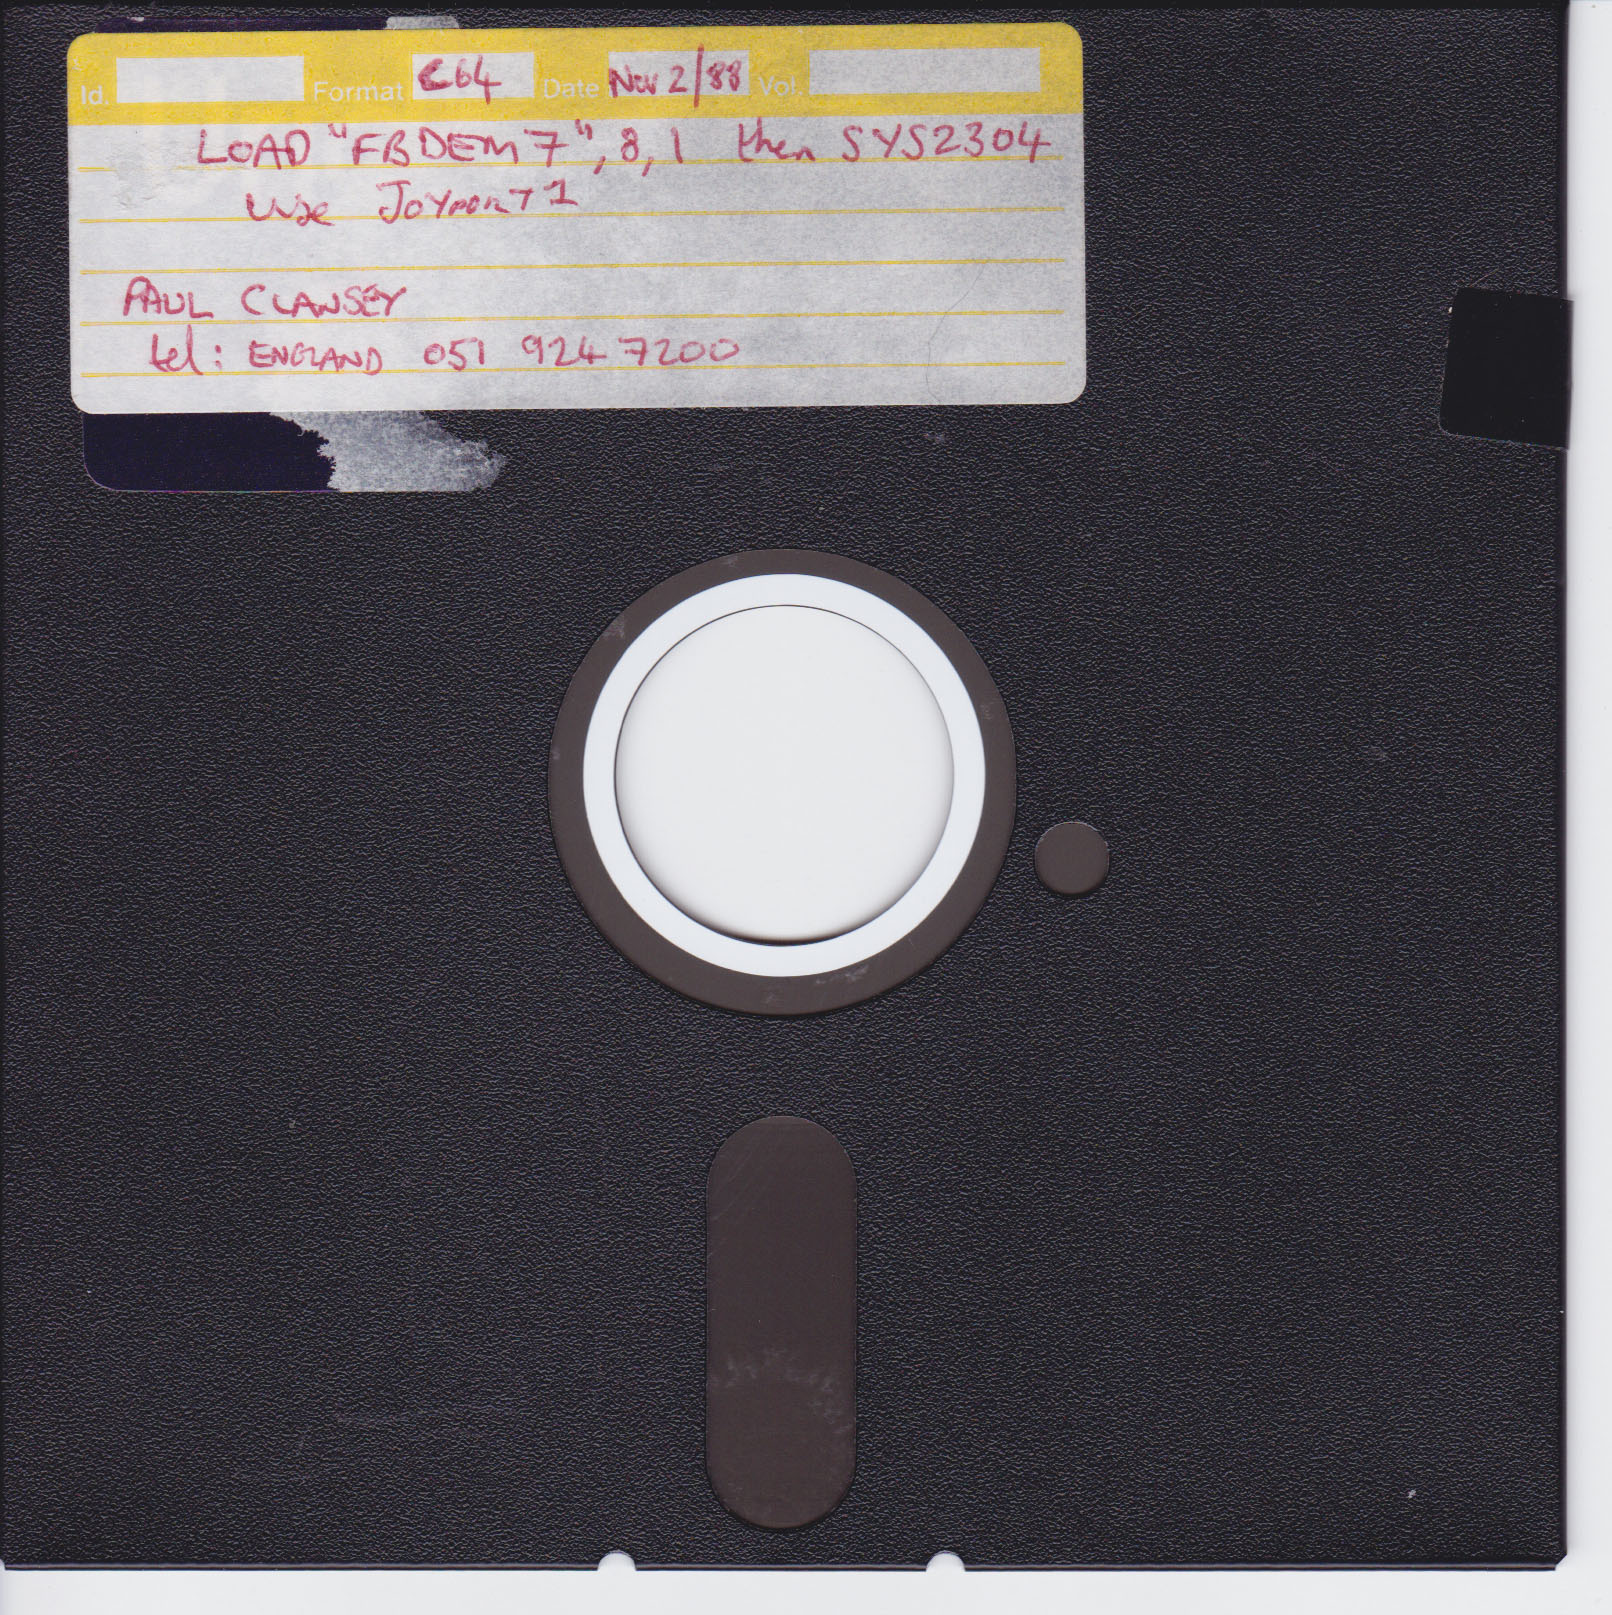 Id. Format C64 Date Nov 2/88 Vol.
LOAD "FBDEM7",8,1 then SYS2304
Use JOYPORT 1
PAUL CLANSEY
tel: ENGLAND 051 924 7200